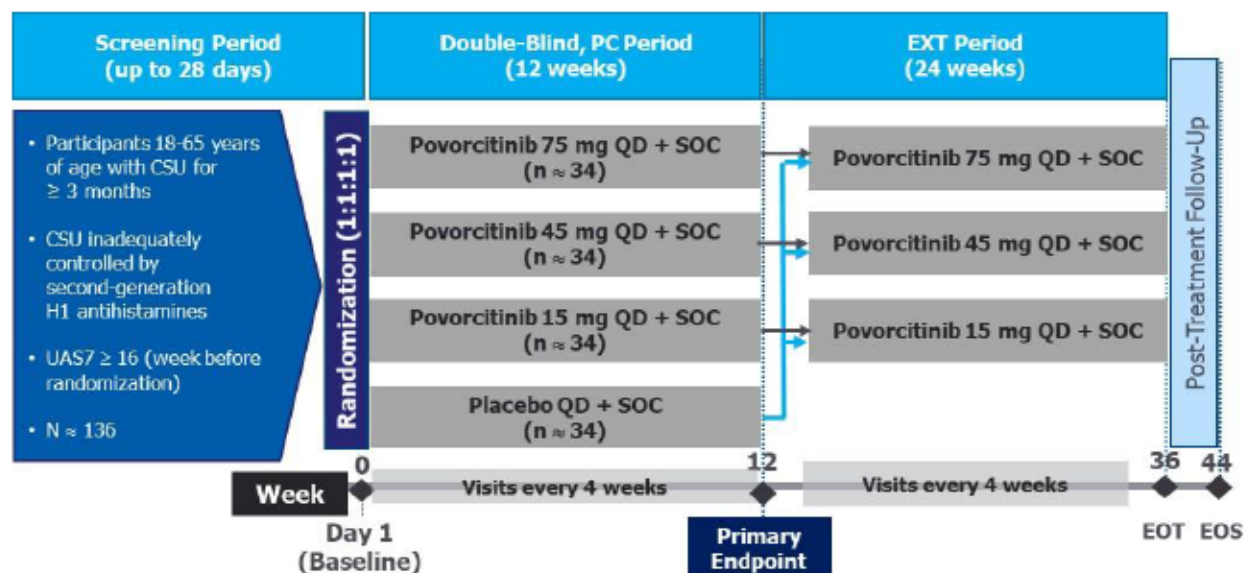 Screening Period
(up to 28 days)
Double-Blind, PC Period
(12 weeks)
EXT Period
(24 weeks)
• Participants 18-65 years
of age with CSU for
≥ 3 months
• CSU inadequately
controlled by
second-generation
H1 antihistamines
• UAS7 ≥ 16 (week before
randomization)
• N ≈ 136
Randomization (1:1:1:1)
Povorcitinib 75 mg QD + SOC
(n ≈ 34)
Povorcitinib 45 mg QD + SOC
(n ≈ 34)
Povorcitinib 15 mg QD + SOC
(n ≈ 34)
Placebo QD + SOC
(n ≈ 34)
Povorcitinib 75 mg QD + SOC
Povorcitinib 45 mg QD + SOC
Povorcitinib 15 mg QD + SOC
Post-Treatment Follow-Up
Week
0
Visits every 4 weeks
12
Visits every 4 weeks
36
44
Day 1
(Baseline)
Primary
Endpoint
EOT
EOS